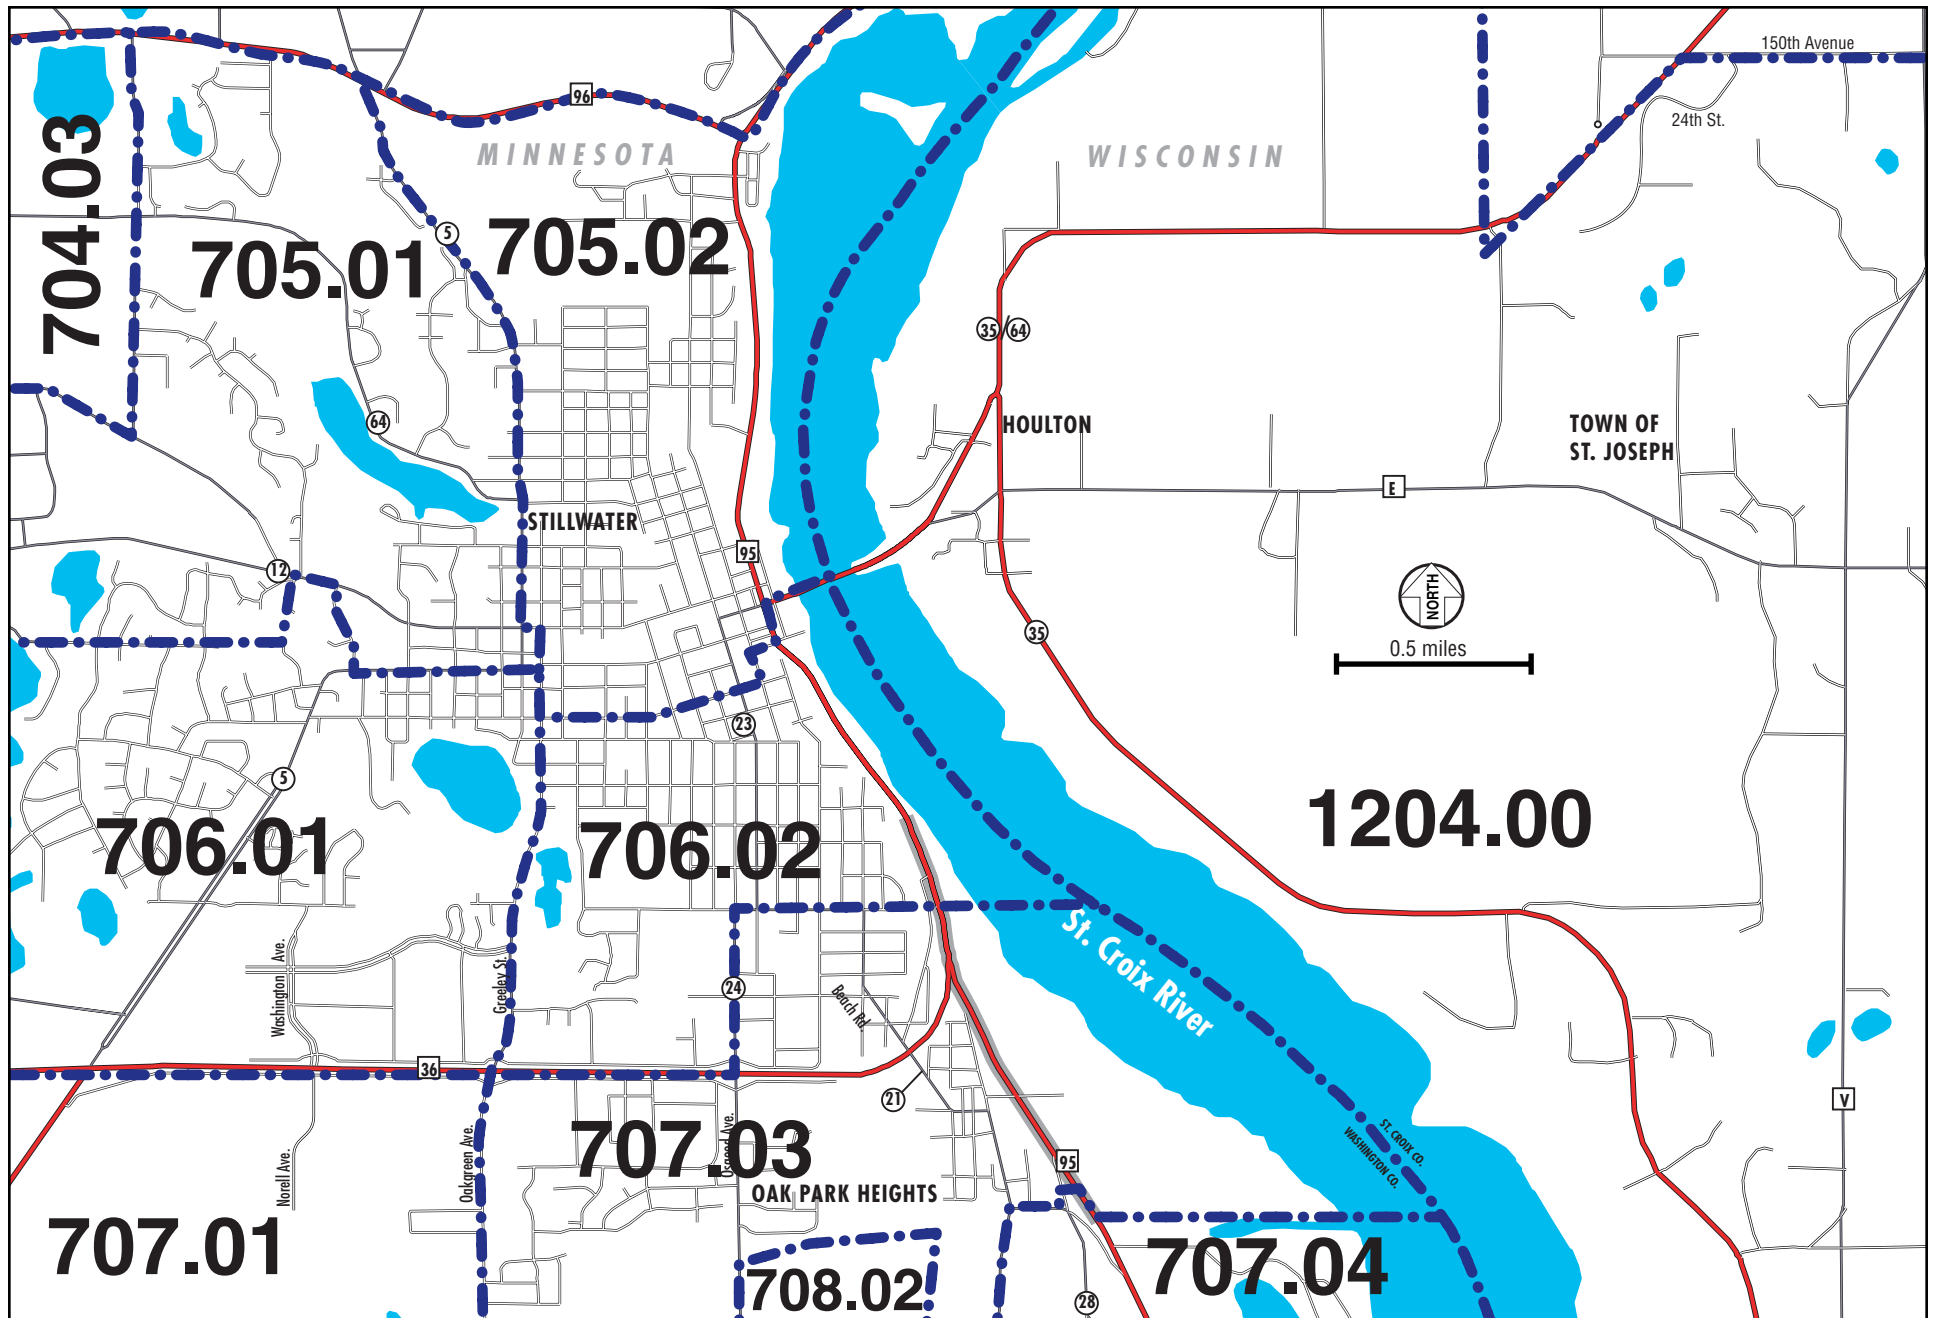 150th Avenue
96
24th St.
MINNESOTA
WISCONSIN
704.03
5
705.01
705.02
35/64
64
HOULTON
TOWN OF
ST. JOSEPH
E
STILLWATER
95
12
NORTH
35
0.5 miles
23
5
706.01
706.02
1204.00
St. Croix River
Washington Ave.
Greeley St.
24
Beach Rd.
36
21
V
707.03
Osgood Ave.
ST. CROIX CO.
WASHINGTON CO.
Norell Ave.
Oakgreen Ave.
95
OAK PARK HEIGHTS
707.01
707.04
708.02
28